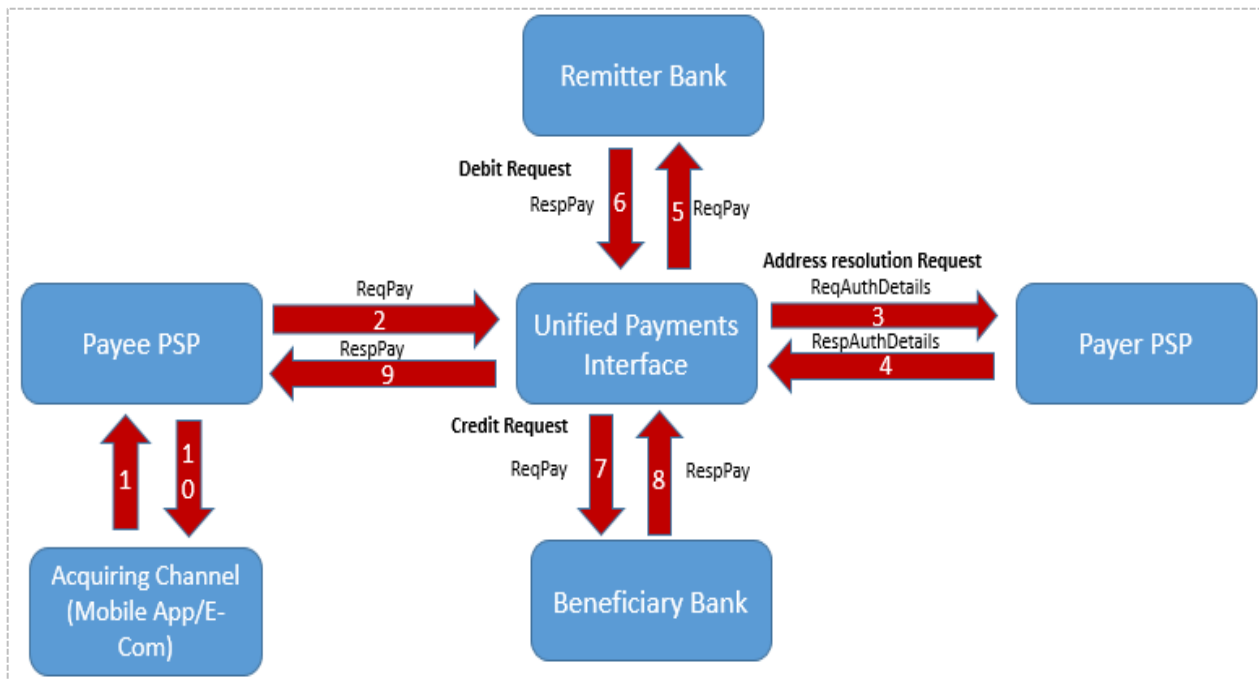 Remitter Bank
Debit Request
RespPay
6
5
ReqPay
Address resolution Request
ReqAuthDetails
3
RespAuthDetails
4
ReqPay
2
RespPay
9
Payee PSP
Unified Payments
Interface
Payer PSP
Credit Request
ReqPay
7
8
RespPay
1
1
0
Acquiring Channel
(Mobile App/E-
Com)
Beneficiary Bank